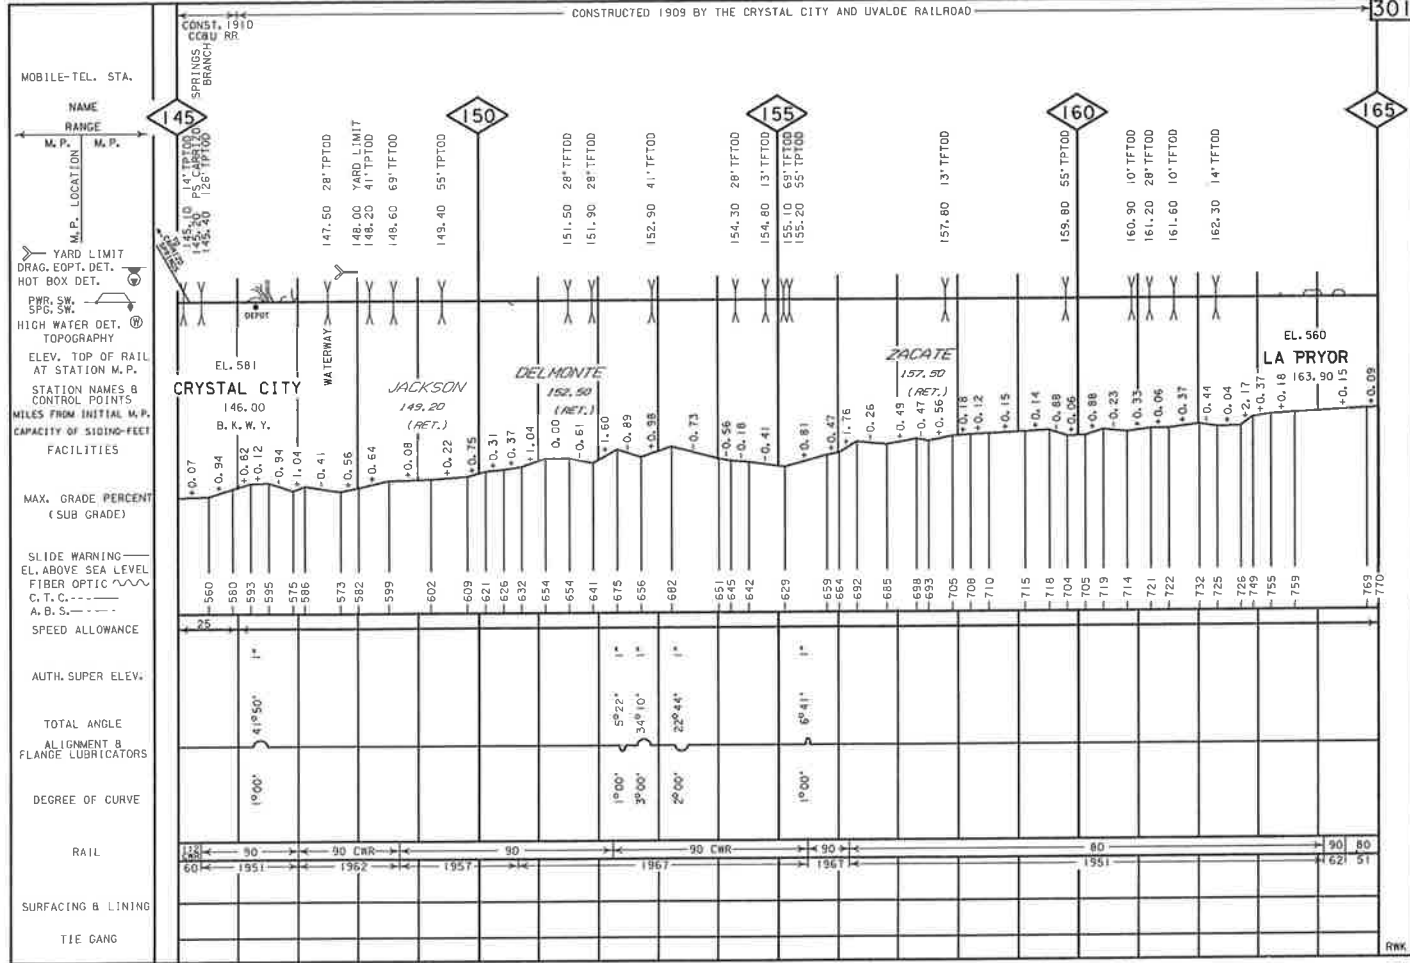 CONST. 1910
CC&U RR
CONSTRUCTED 1909 BY THE CRYSTAL CITY AND UVALDE RAILROAD
301
MOBILE-TEL. STA.
NAME
RANGE
M. P. M. P.
M. P. LOCATION
YARD LIMIT
DRAG. EQPT. DET.
HOT BOX DET.
PWR. SW.
SPG. SW.
HIGH WATER DET. W
TOPOGRAPHY
ELEV. TOP OF RAIL
AT STATION M.P.
STATION NAMES &
CONTROL POINTS
MILES FROM INITIAL M.P.
CAPACITY OF SIDING-FEET
FACILITIES
MAX. GRADE PERCENT
(SUB GRADE)
SLIDE WARNING
EL. ABOVE SEA LEVEL
FIBER OPTIC
C. T. C.
A. B. S.
SPEED ALLOWANCE
AUTH. SUPER ELEV.
TOTAL ANGLE
ALIGNMENT &
FLANGE LUBRICATORS
DEGREE OF CURVE
RAIL
SURFACING & LINING
TIE GANG
145 150 155 160 165
145.10 14' TPTOD
145.20 PS CARRIZO SPRINGS BRANCH
145.40 126' TPTOD
147.50 28' TPTOD
148.00 YARD LIMIT
148.20 41' TPTOD
148.60 69' TFTOD
149.40 55' TPTOD
151.50 28' TFTOD
151.90 28' TFTOD
152.90 41' TFTOD
154.30 28' TFTOD
154.80 13' TFTOD
155.10 69' TFTOD
155.20 55' TPTOD
157.80 13' TFTOD
159.80 55' TPTOD
160.90 10' TFTOD
161.20 28' TFTOD
161.60 10' TFTOD
162.30 14' TFTOD
TO CARRIZO SPRINGS
DEPOT
WATERWAY
EL. 581
CRYSTAL CITY
146.00
B. K. W. Y.
JACKSON
149.20
(RET.)
DELMONTE
152.50
(RET.)
ZACATE
157.50
(RET.)
EL. 560
LA PRYOR
163.90
+0.07 +0.94 +0.82 +0.12 -0.94 +1.04 -0.41 +0.56 +0.64 +0.08 +0.22 +0.75 +0.31 +0.37 +1.04 0.00 -0.61 +1.60 -0.89 +0.98 -0.73 -0.56 -0.18 -0.41 +0.81 +0.47 +1.76 -0.26 +0.49 -0.47 +0.56 +0.18 +0.12 +0.15 +0.14 -0.88 +0.06 +0.88 -0.23 +0.33 +0.06 +0.37 -0.44 +0.04 +2.17 +0.37 +0.18 +0.15 +0.09
560 580 593 595 575 586 573 582 599 602 609 621 626 632 654 654 641 675 656 682 651 645 642 629 659 664 692 685 698 693 705 708 710 715 718 704 705 719 714 721 722 732 725 726 749 755 759 769 770
25
1" 1" 1" 1" 1"
41°50' 5°22' 34°10' 22°44' 6°41'
1°00' 1°00' 3°00' 2°00' 1°00'
112 CWR 90 90 CWR 90 90 CWR 90 80 90 80
60 1951 1962 1957 1967 1967 1951 62 51
RWK